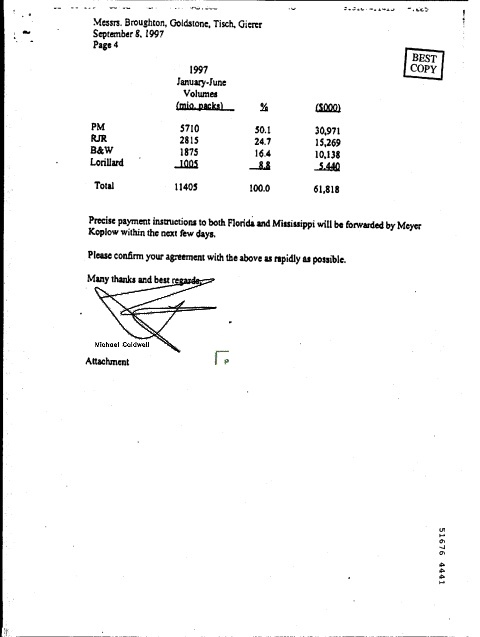 Messrs. Broughton, Goldstone, Tisch, Gierer
September 8, 1997
Page 4
BEST
COPY
1997
January-June
Volumes
(mio. packs) % ($000)
PM 5710 50.1 30,971
RJR 2815 24.7 15,269
B&W 1875 16.4 10,138
Lorillard 1005 8.8 5,440
Total 11405 100.0 61,818
Precise payment instructions to both Florida and Mississippi will be forwarded by Meyer
Koplow within the next few days.
Please confirm your agreement with the above as rapidly as possible.
Many thanks and best regards,
Michael Coldwell
Attachment
51676 4441